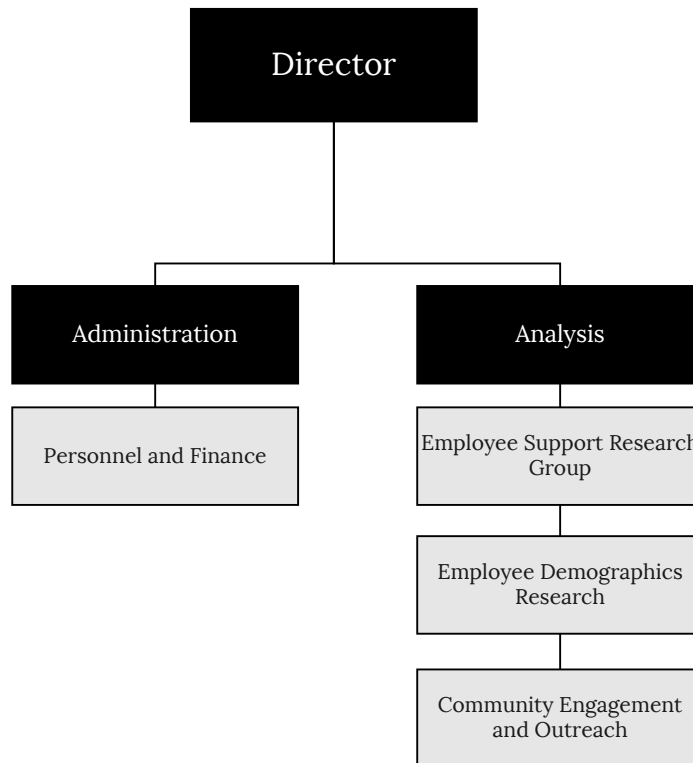 Director
Administration
Analysis
Personnel and Finance
Employee Support Research
Group
Employee Demographics
Research
Community Engagement
and Outreach